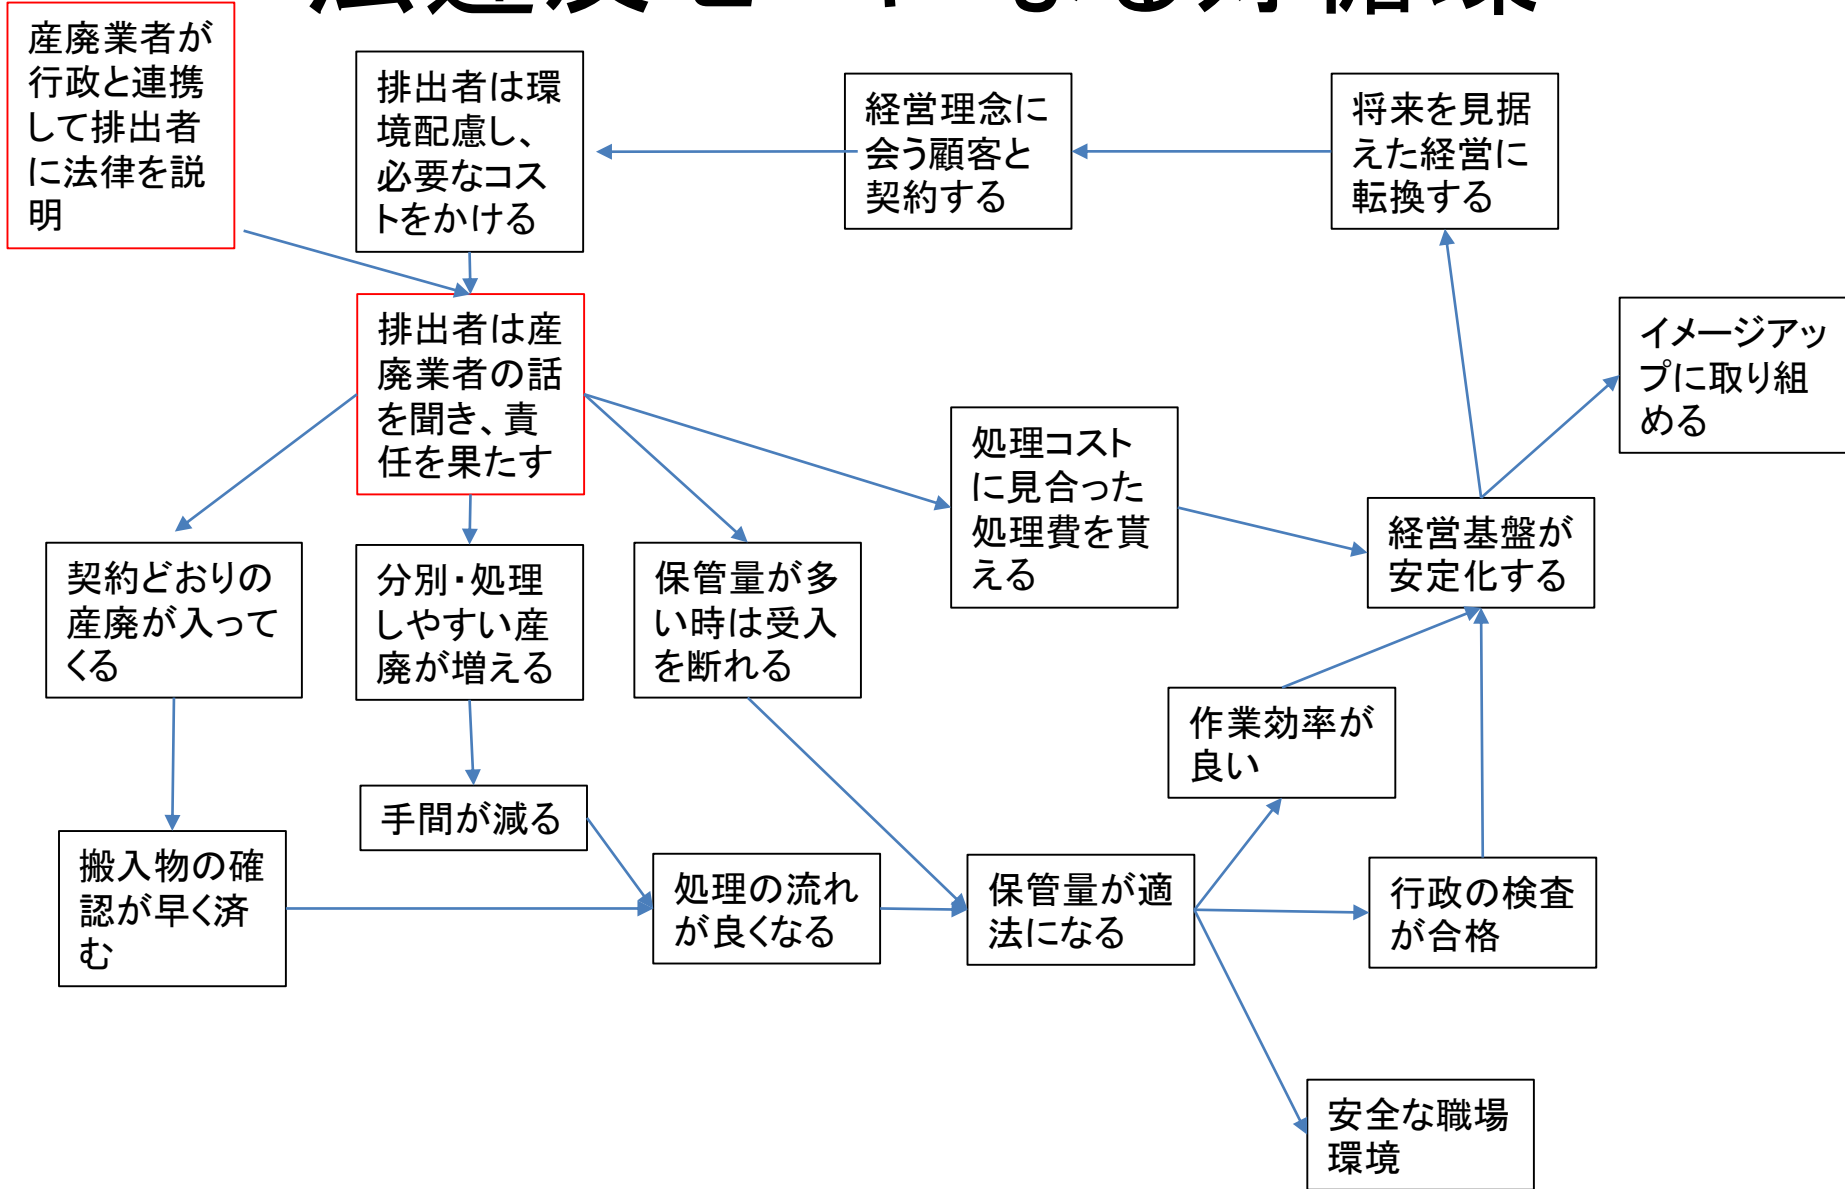 産廃業者が
行政と連携
して排出者
に法律を説
明
排出者は環
境配慮し、
必要なコス
トをかける
経営理念に
会う顧客と
契約する
将来を見据
えた経営に
転換する
排出者は産
廃業者の話
を聞き、責
任を果たす
イメージアッ
プに取り組
める
処理コスト
に見合った
処理費を貰
える
経営基盤が
安定化する
契約どおりの
産廃が入って
くる
分別・処理
しやすい産
廃が増える
保管量が多
い時は受入
を断れる
作業効率が
良い
手間が減る
搬入物の確
認が早く済
む
処理の流れ
が良くなる
保管量が適
法になる
行政の検査
が合格
安全な職場
環境